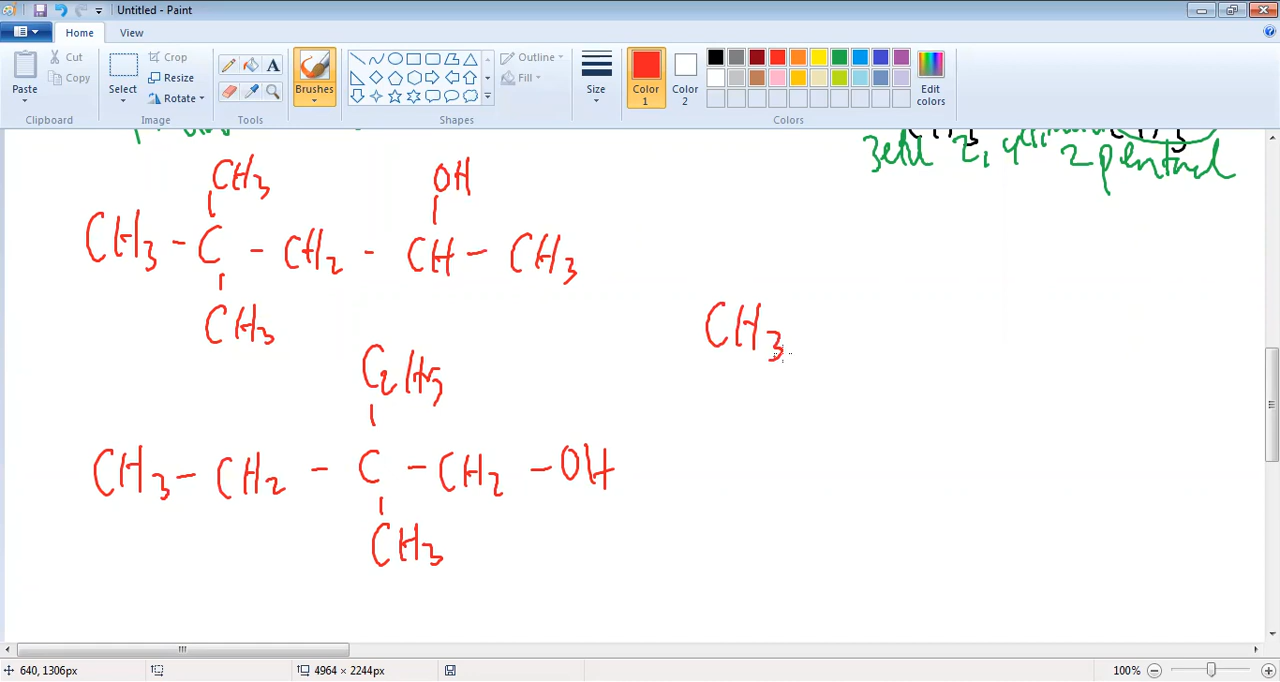 Untitled - Paint
Home View
Paste
Cut
Copy
Clipboard
Select
Crop
Resize
Rotate
Image
Tools
Brushes
Outline
Fill
Shapes
Size
Color 1
Color 2
Edit colors
Colors
3 2, 
2 pentanol
CH3 OH
CH3 - C - CH2 - CH - CH3
CH3
CH3
C2H5
CH3 - CH2 - C - CH2 - OH
CH3
640, 1306px
4964 × 2244px
100%